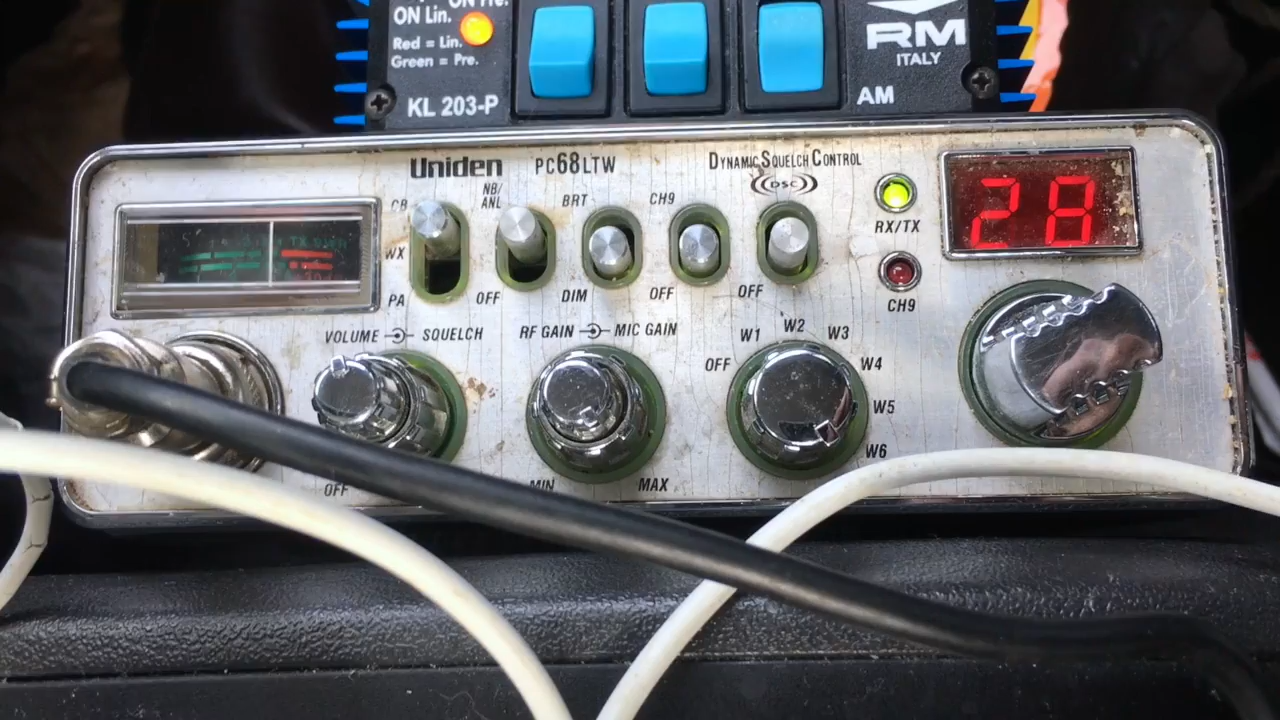 ON Lin.
Red = Lin.
Green = Pre.
KL 203-P
RM
ITALY
AM
Uniden PC68LTW
DYNAMIC SQUELCH CONTROL
DSC
CB
WX
PA
NB/
ANL
OFF
BRT
DIM
CH9
OFF
OFF
RX/TX
CH9
28
VOLUME SQUELCH
OFF
RF GAIN MIC GAIN
MIN MAX
OFF W1 W2 W3 W4 W5 W6